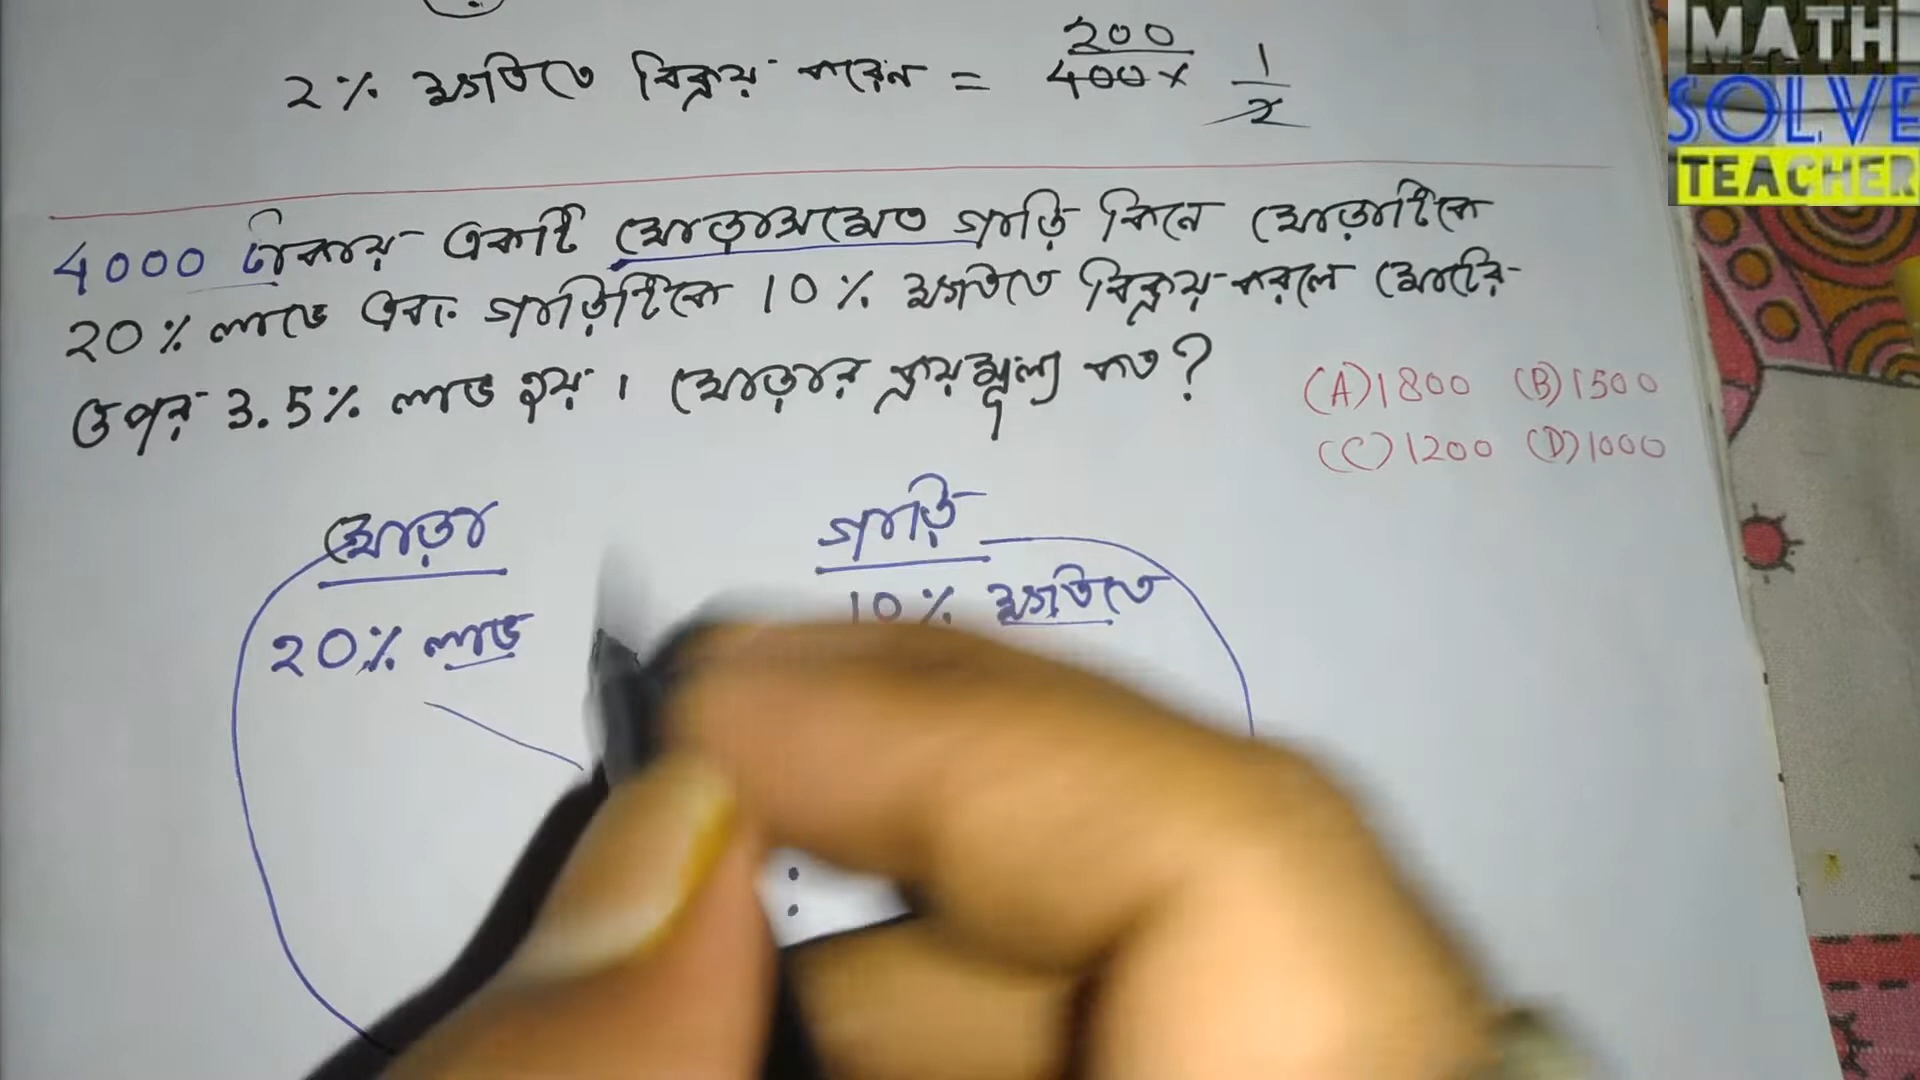 2% ক্ষতিতে বিক্রয় করেন = 200
400 × 1/2
MATH
SOLVE
TEACHER
4000 টাকায় একটি ঘোড়াসমেত গাড়ি কিনে ঘোড়াটিকে
20% লাভে এবং গাড়িটিকে 10% ক্ষতিতে বিক্রয় করলে মোটের
উপর 3.5% লাভ হয়। ঘোড়ার ক্রয়মূল্য কত?
(A) 1800 (B) 1500
(C) 1200 (D) 1000
ঘোড়া গাড়ি
20% লাভ 10% ক্ষতিতে
: